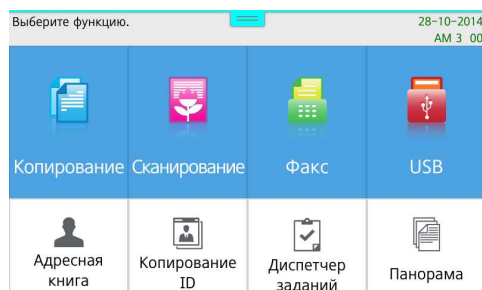 Выберите функцию.
28-10-2014
AM 3 00
Копирование Сканирование Факс USB
Адресная книга
Копирование ID
Диспетчер заданий
Панорама